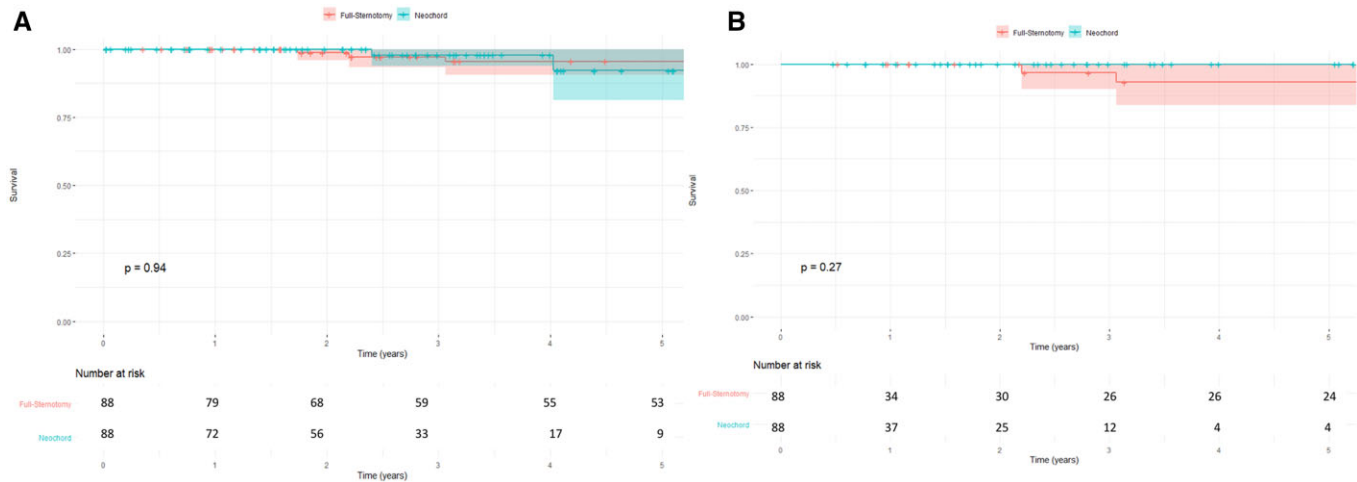 A
Full-Sternotomy Neochord
1.00
0.75
0.50
0.25
0.00
Survival
p = 0.94
0 1 2 3 4 5
Time (years)
Number at risk
Full-Sternotomy 88 79 68 59 55 53
Neochord 88 72 56 33 17 9
0 1 2 3 4 5
Time (years)
B
Full-Sternotomy Neochord
1.00
0.75
0.50
0.25
0.00
Survival
p = 0.27
0 1 2 3 4 5
Time (years)
Number at risk
Full-Sternotomy 88 34 30 26 26 24
Neochord 88 37 25 12 4 4
0 1 2 3 4 5
Time (years)